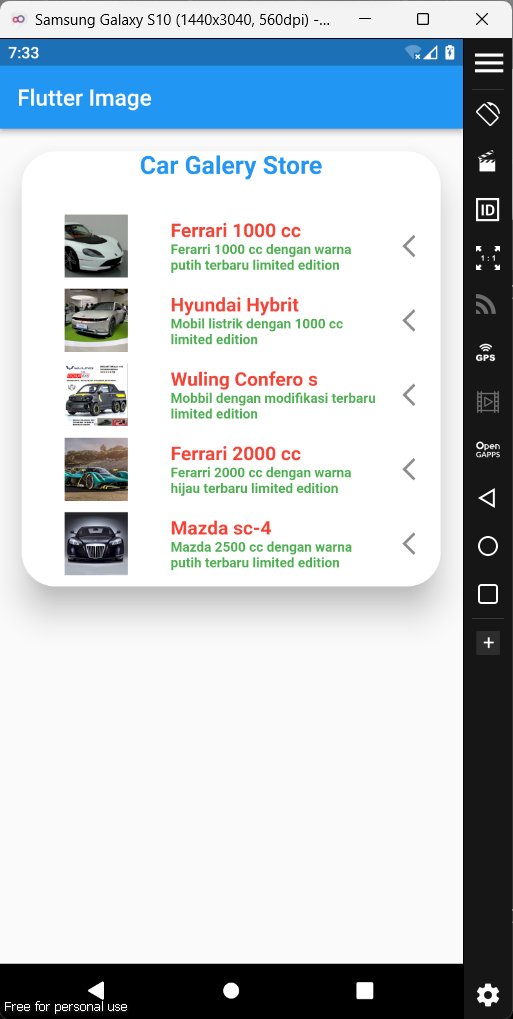 Samsung Galaxy S10 (1440x3040, 560dpi) -...
7:33
Flutter Image
Car Galery Store
Ferrari 1000 cc
Ferarri 1000 cc dengan warna
putih terbaru limited edition
Hyundai Hybrit
Mobil listrik dengan 1000 cc
limited edition
Wuling Confero s
Mobbil dengan modifikasi terbaru
limited edition
Ferrari 2000 cc
Ferarri 2000 cc dengan warna
hijau terbaru limited edition
Mazda sc-4
Mazda 2500 cc dengan warna
putih terbaru limited edition
ID
1 : 1
GPS
Open
GAPPS
Free for personal use